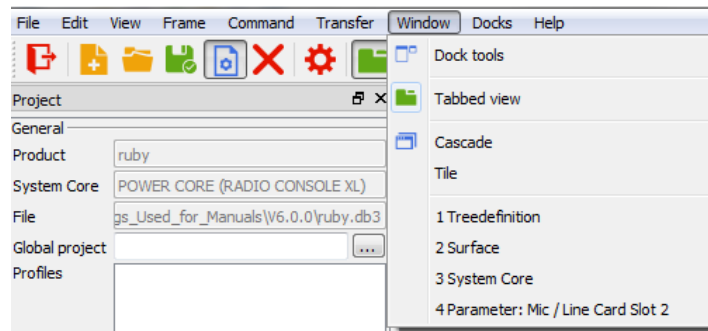 File Edit View Frame Command Transfer Window Docks Help
Dock tools
Project
Tabbed view
General
Product ruby
Cascade
System Core POWER CORE (RADIO CONSOLE XL)
Tile
File gs_Used_for_Manuals\V6.0.0\ruby.db3
1 Treedefinition
Global project ...
2 Surface
Profiles
3 System Core
4 Parameter: Mic / Line Card Slot 2